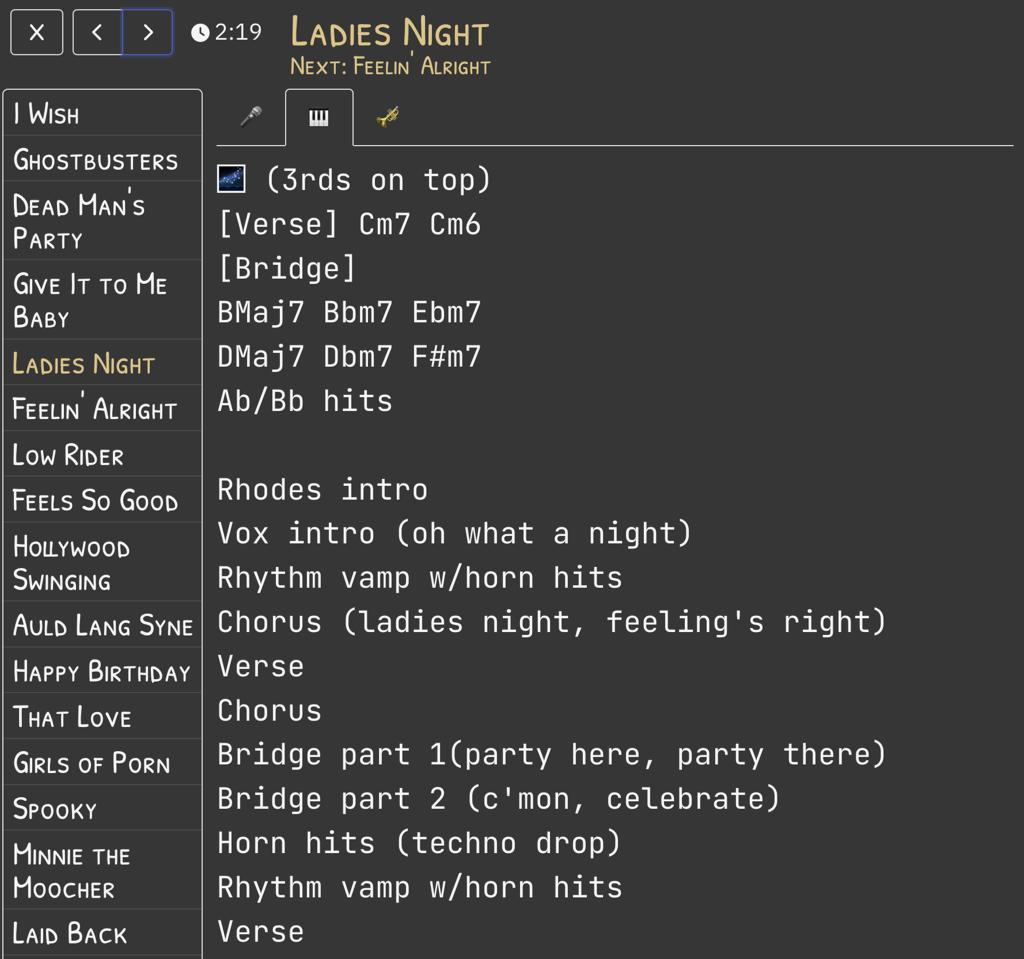 2:19
Ladies Night
Next: Feelin' Alright
I Wish
Ghostbusters
Dead Man's
Party
Give It to Me
Baby
Ladies Night
Feelin' Alright
Low Rider
Feels So Good
Hollywood
Swinging
Auld Lang Syne
Happy Birthday
That Love
Girls of Porn
Spooky
Minnie the
Moocher
Laid Back
(3rds on top)
[Verse] Cm7 Cm6
[Bridge]
BMaj7 Bbm7 Ebm7
DMaj7 Dbm7 F#m7
Ab/Bb hits
Rhodes intro
Vox intro (oh what a night)
Rhythm vamp w/horn hits
Chorus (ladies night, feeling's right)
Verse
Chorus
Bridge part 1(party here, party there)
Bridge part 2 (c'mon, celebrate)
Horn hits (techno drop)
Rhythm vamp w/horn hits
Verse